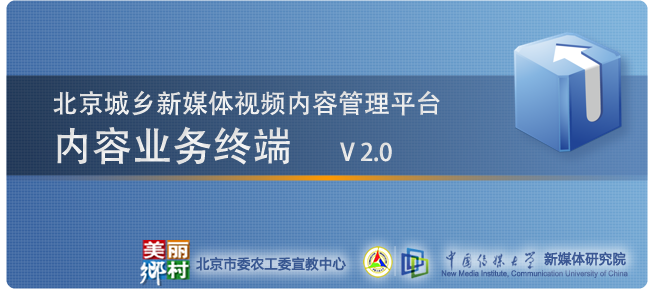 北京城乡新媒体视频内容管理平台
内容业务终端 V 2.0
美丽
鄉村
北京市委农工委宣教中心
中国传媒大学 新媒体研究院
New Media Institute, Communication University of China